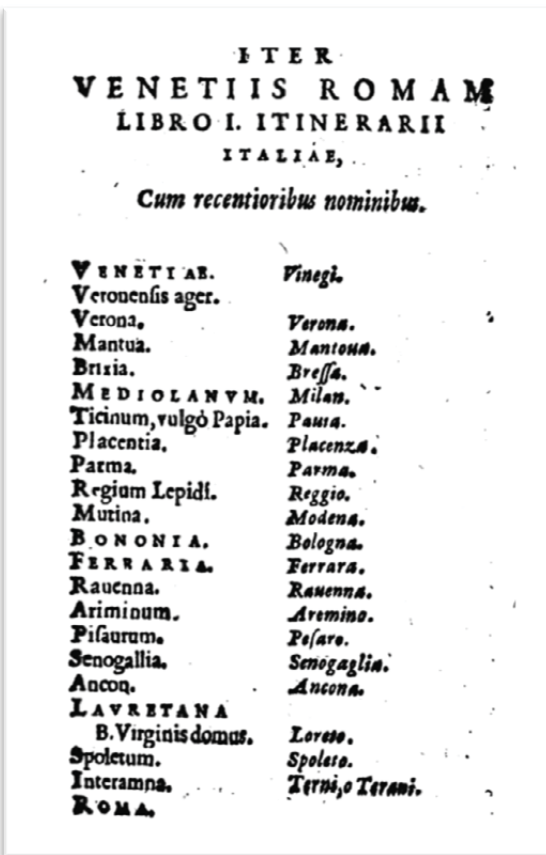 ITER
VENETIIS ROMAM
LIBRO I. ITINERARII
ITALIAE,
Cum recentioribus nominibus.
VENETIAE. Vinegi.
Veronenſis ager.
Verona. Verona.
Mantua. Mantoua.
Brixia. Breſſa.
MEDIOLANVM. Milan.
Ticinum, vulgò Papia. Pauia.
Placentia. Placenza.
Parma. Parma.
Regium Lepidi. Reggio.
Mutina. Modena.
BONONIA. Bologna.
FERRARIA. Ferrara.
Rauenna. Rauenna.
Ariminum. Aremino.
Piſaurum. Peſaro.
Senogallia. Senogaglia.
Ancon. Ancona.
LAVRETANA
B. Virginis domus. Loreto.
Spoletum. Spoleto.
Interamna. Terni, o Terani.
ROMA.